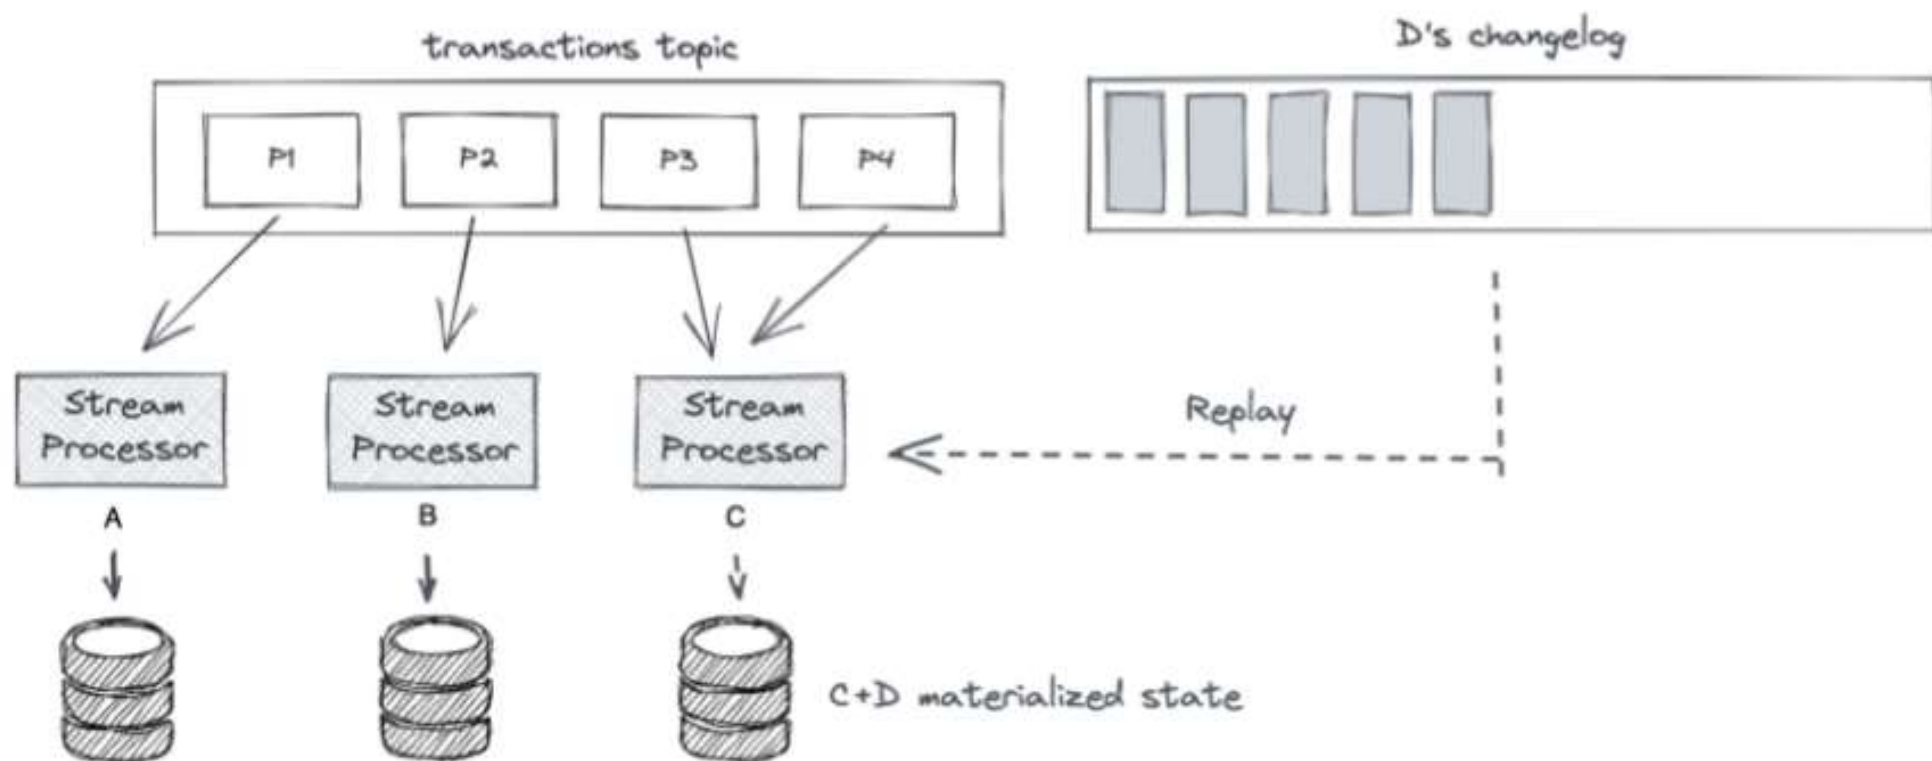 transactions topic
D's changelog
P1
P2
P3
P4
Stream
Processor
Stream
Processor
Stream
Processor
Replay
A
B
C
C+D materialized state